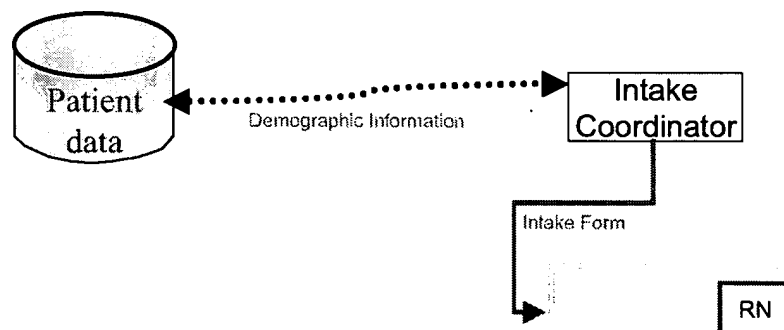 Patient
data
Demographic Information
Intake
Coordinator
Intake Form
RN